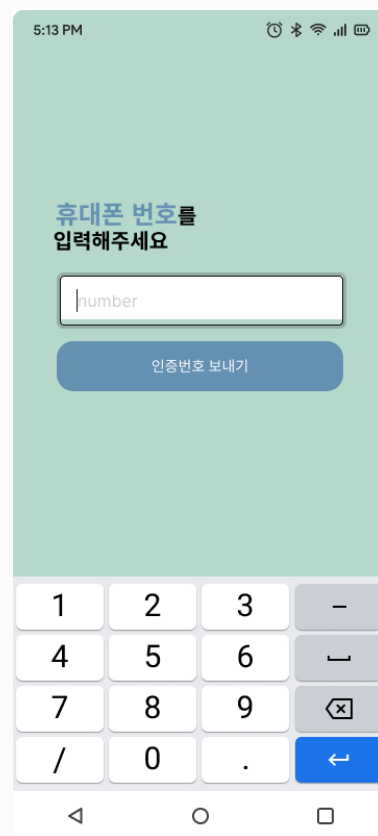 5:13 PM
휴대폰 번호를
입력해주세요
number
인증번호 보내기
1 2 3 –
4 5 6
7 8 9
/ 0 .